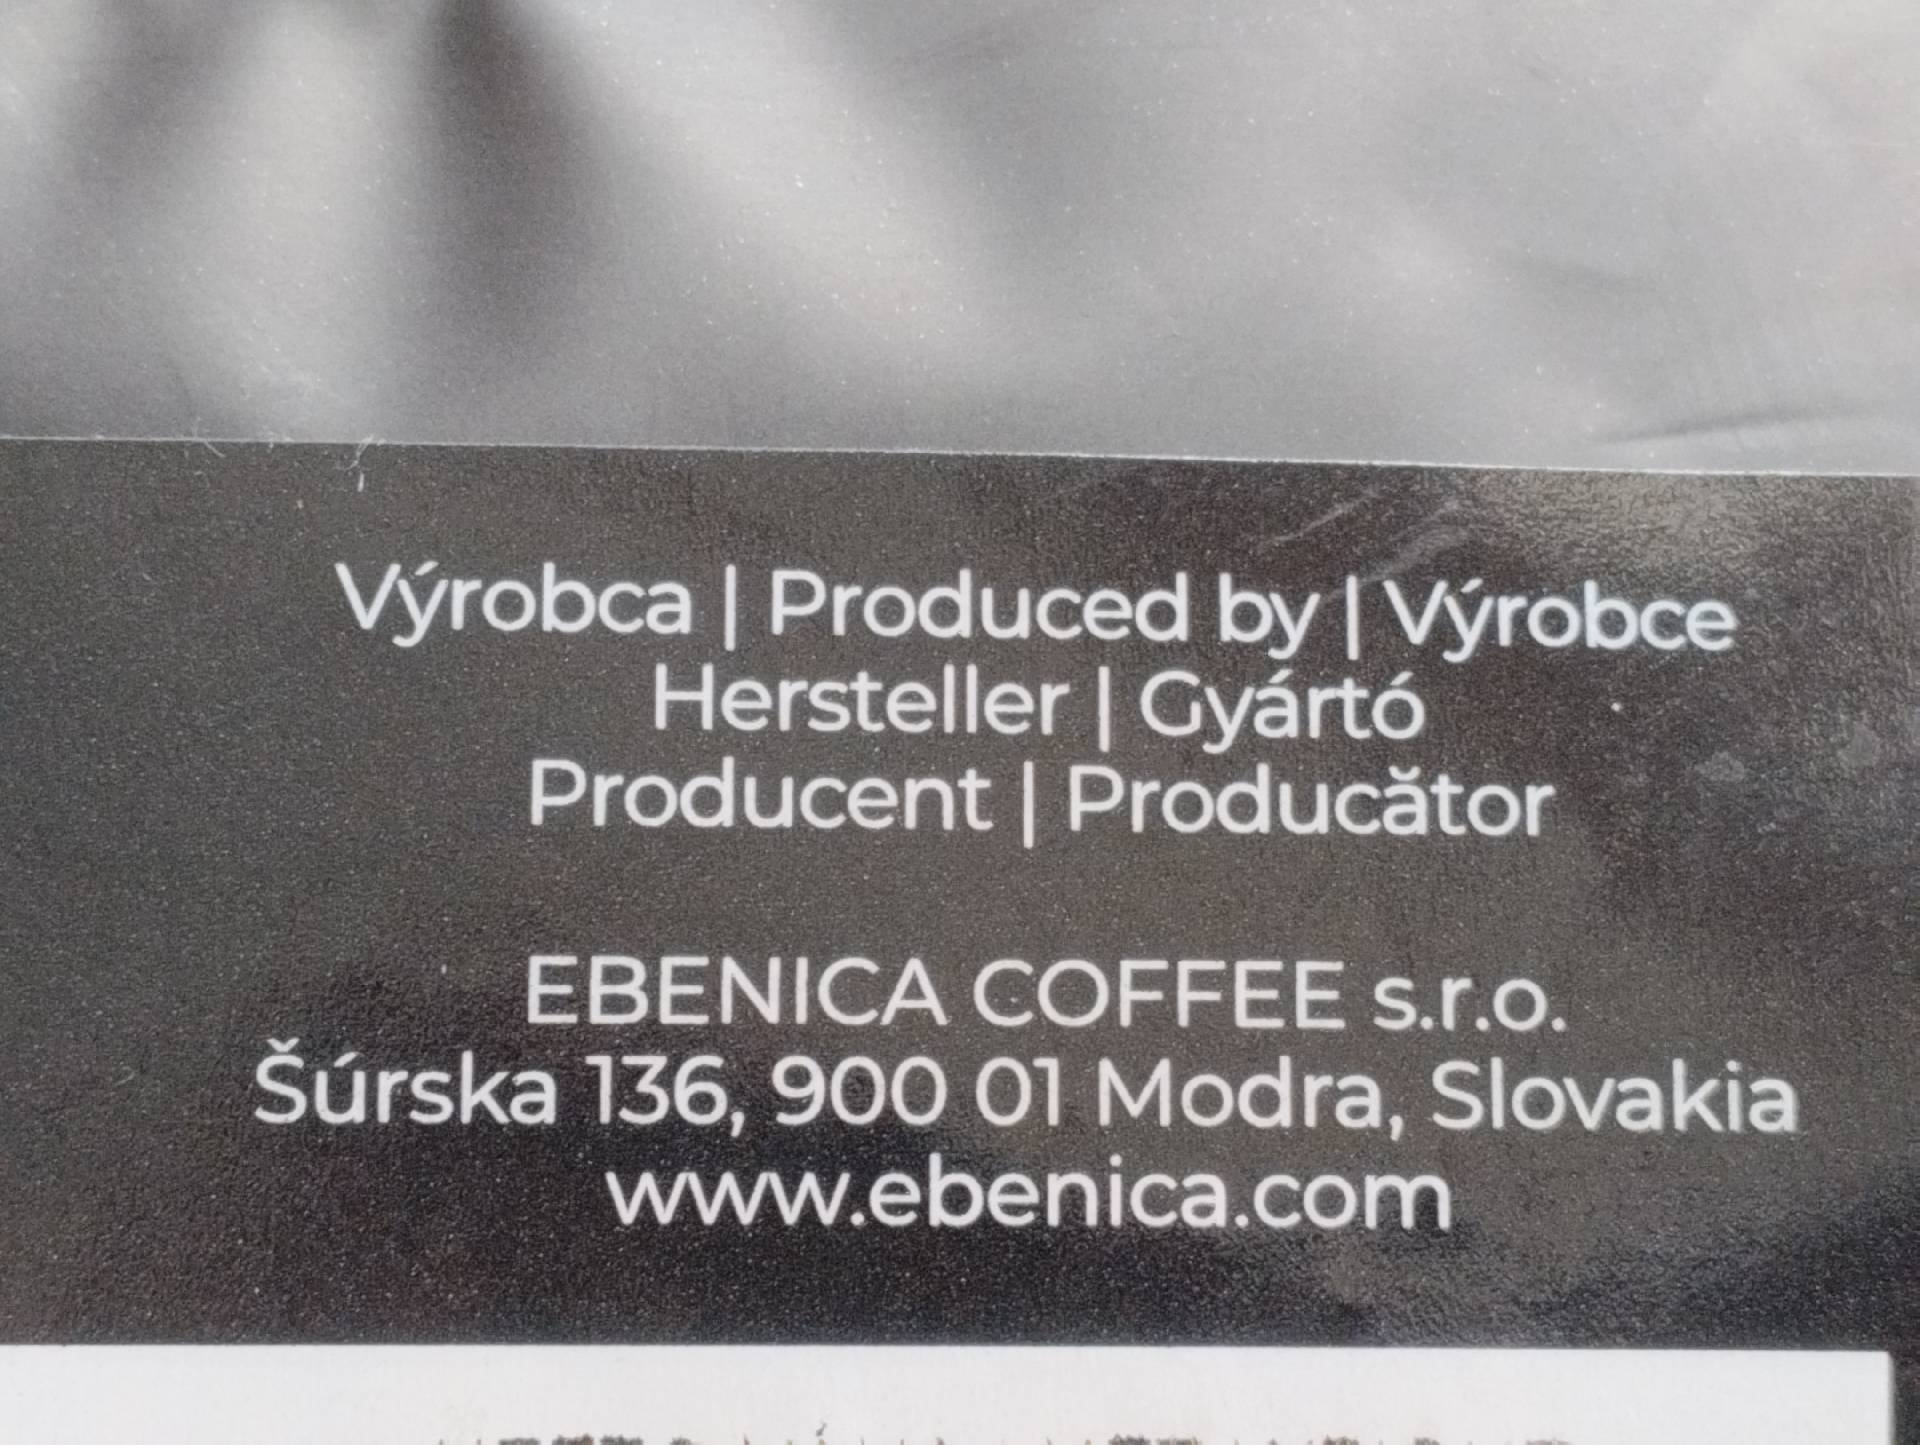 Výrobca | Produced by | Výrobce
Hersteller | Gyártó
Producent | Producător
EBENICA COFFEE s.r.o.
Šúrska 136, 900 01 Modra, Slovakia
www.ebenica.com